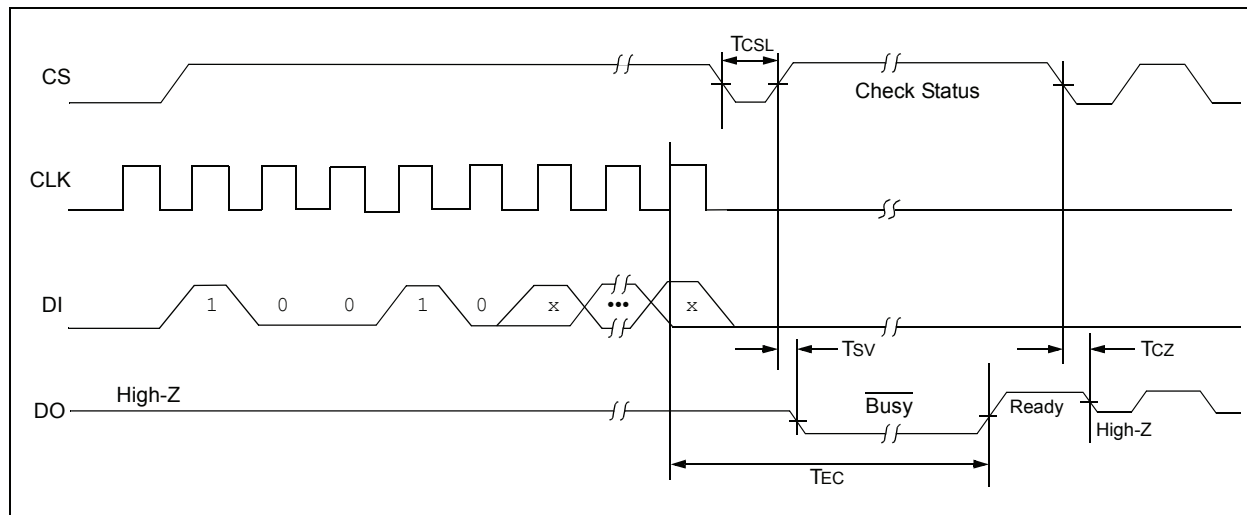 TCSL
CS
Check Status
CLK
DI
1 0 0 1 0 x ••• x
TSV
TCZ
High-Z
DO
Busy
Ready
High-Z
TEC